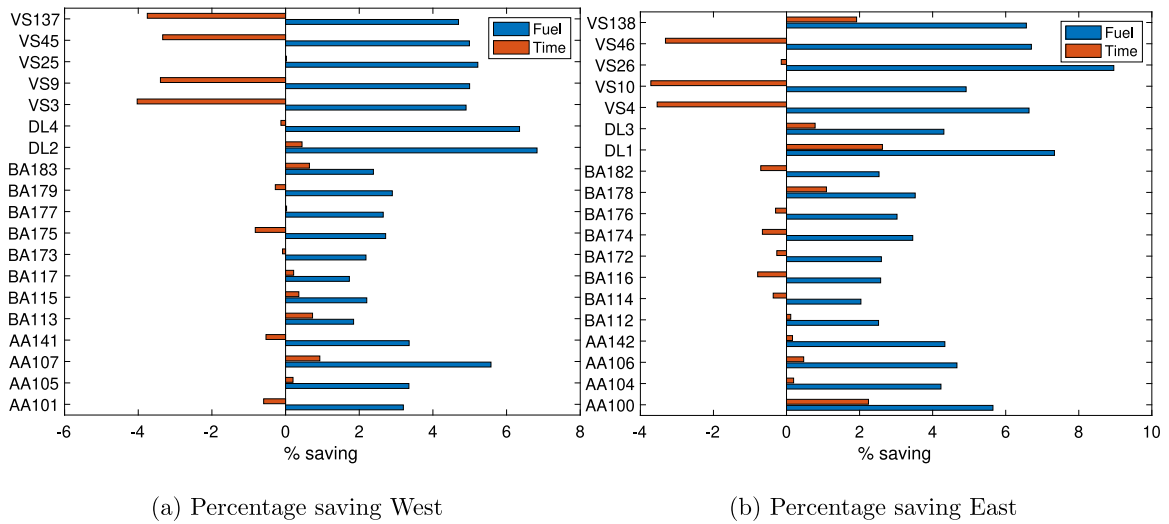 VS137
VS45
VS25
VS9
VS3
DL4
DL2
BA183
BA179
BA177
BA175
BA173
BA117
BA115
BA113
AA141
AA107
AA105
AA101
-6 -4 -2 0 2 4 6 8
% saving
Fuel
Time
(a) Percentage saving West
VS138
VS46
VS26
VS10
VS4
DL3
DL1
BA182
BA178
BA176
BA174
BA172
BA116
BA114
BA112
AA142
AA106
AA104
AA100
-4 -2 0 2 4 6 8 10
% saving
Fuel
Time
(b) Percentage saving East